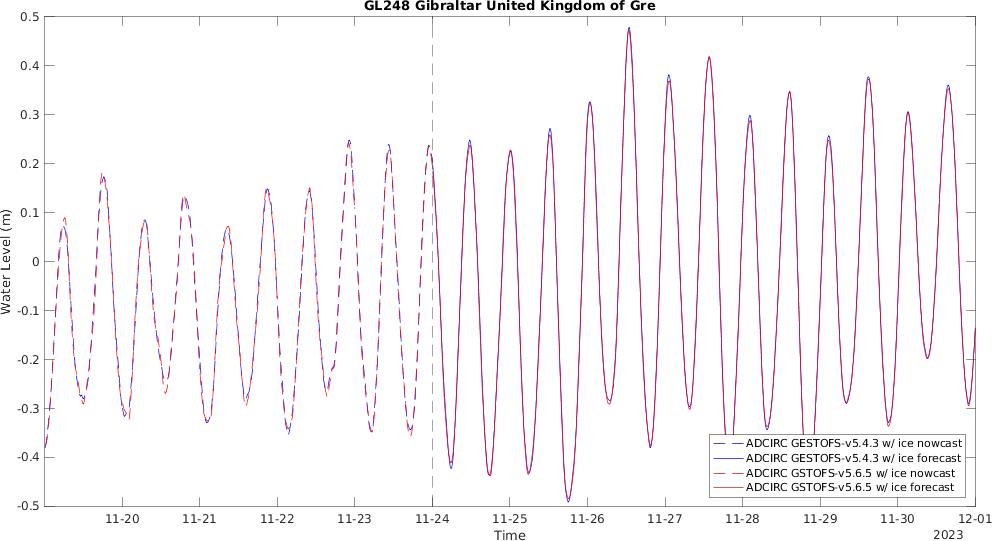 GL248 Gibraltar United Kingdom of Gre
0.5
0.4
0.3
0.2
0.1
0
-0.1
-0.2
-0.3
-0.4
-0.5
Water Level (m)
ADCIRC GESTOFS-v5.4.3 w/ ice nowcast
ADCIRC GESTOFS-v5.4.3 w/ ice forecast
ADCIRC GSTOFS-v5.6.5 w/ ice nowcast
ADCIRC GSTOFS-v5.6.5 w/ ice forecast
11-20 11-21 11-22 11-23 11-24 11-25 11-26 11-27 11-28 11-29 11-30 12-01
Time
2023